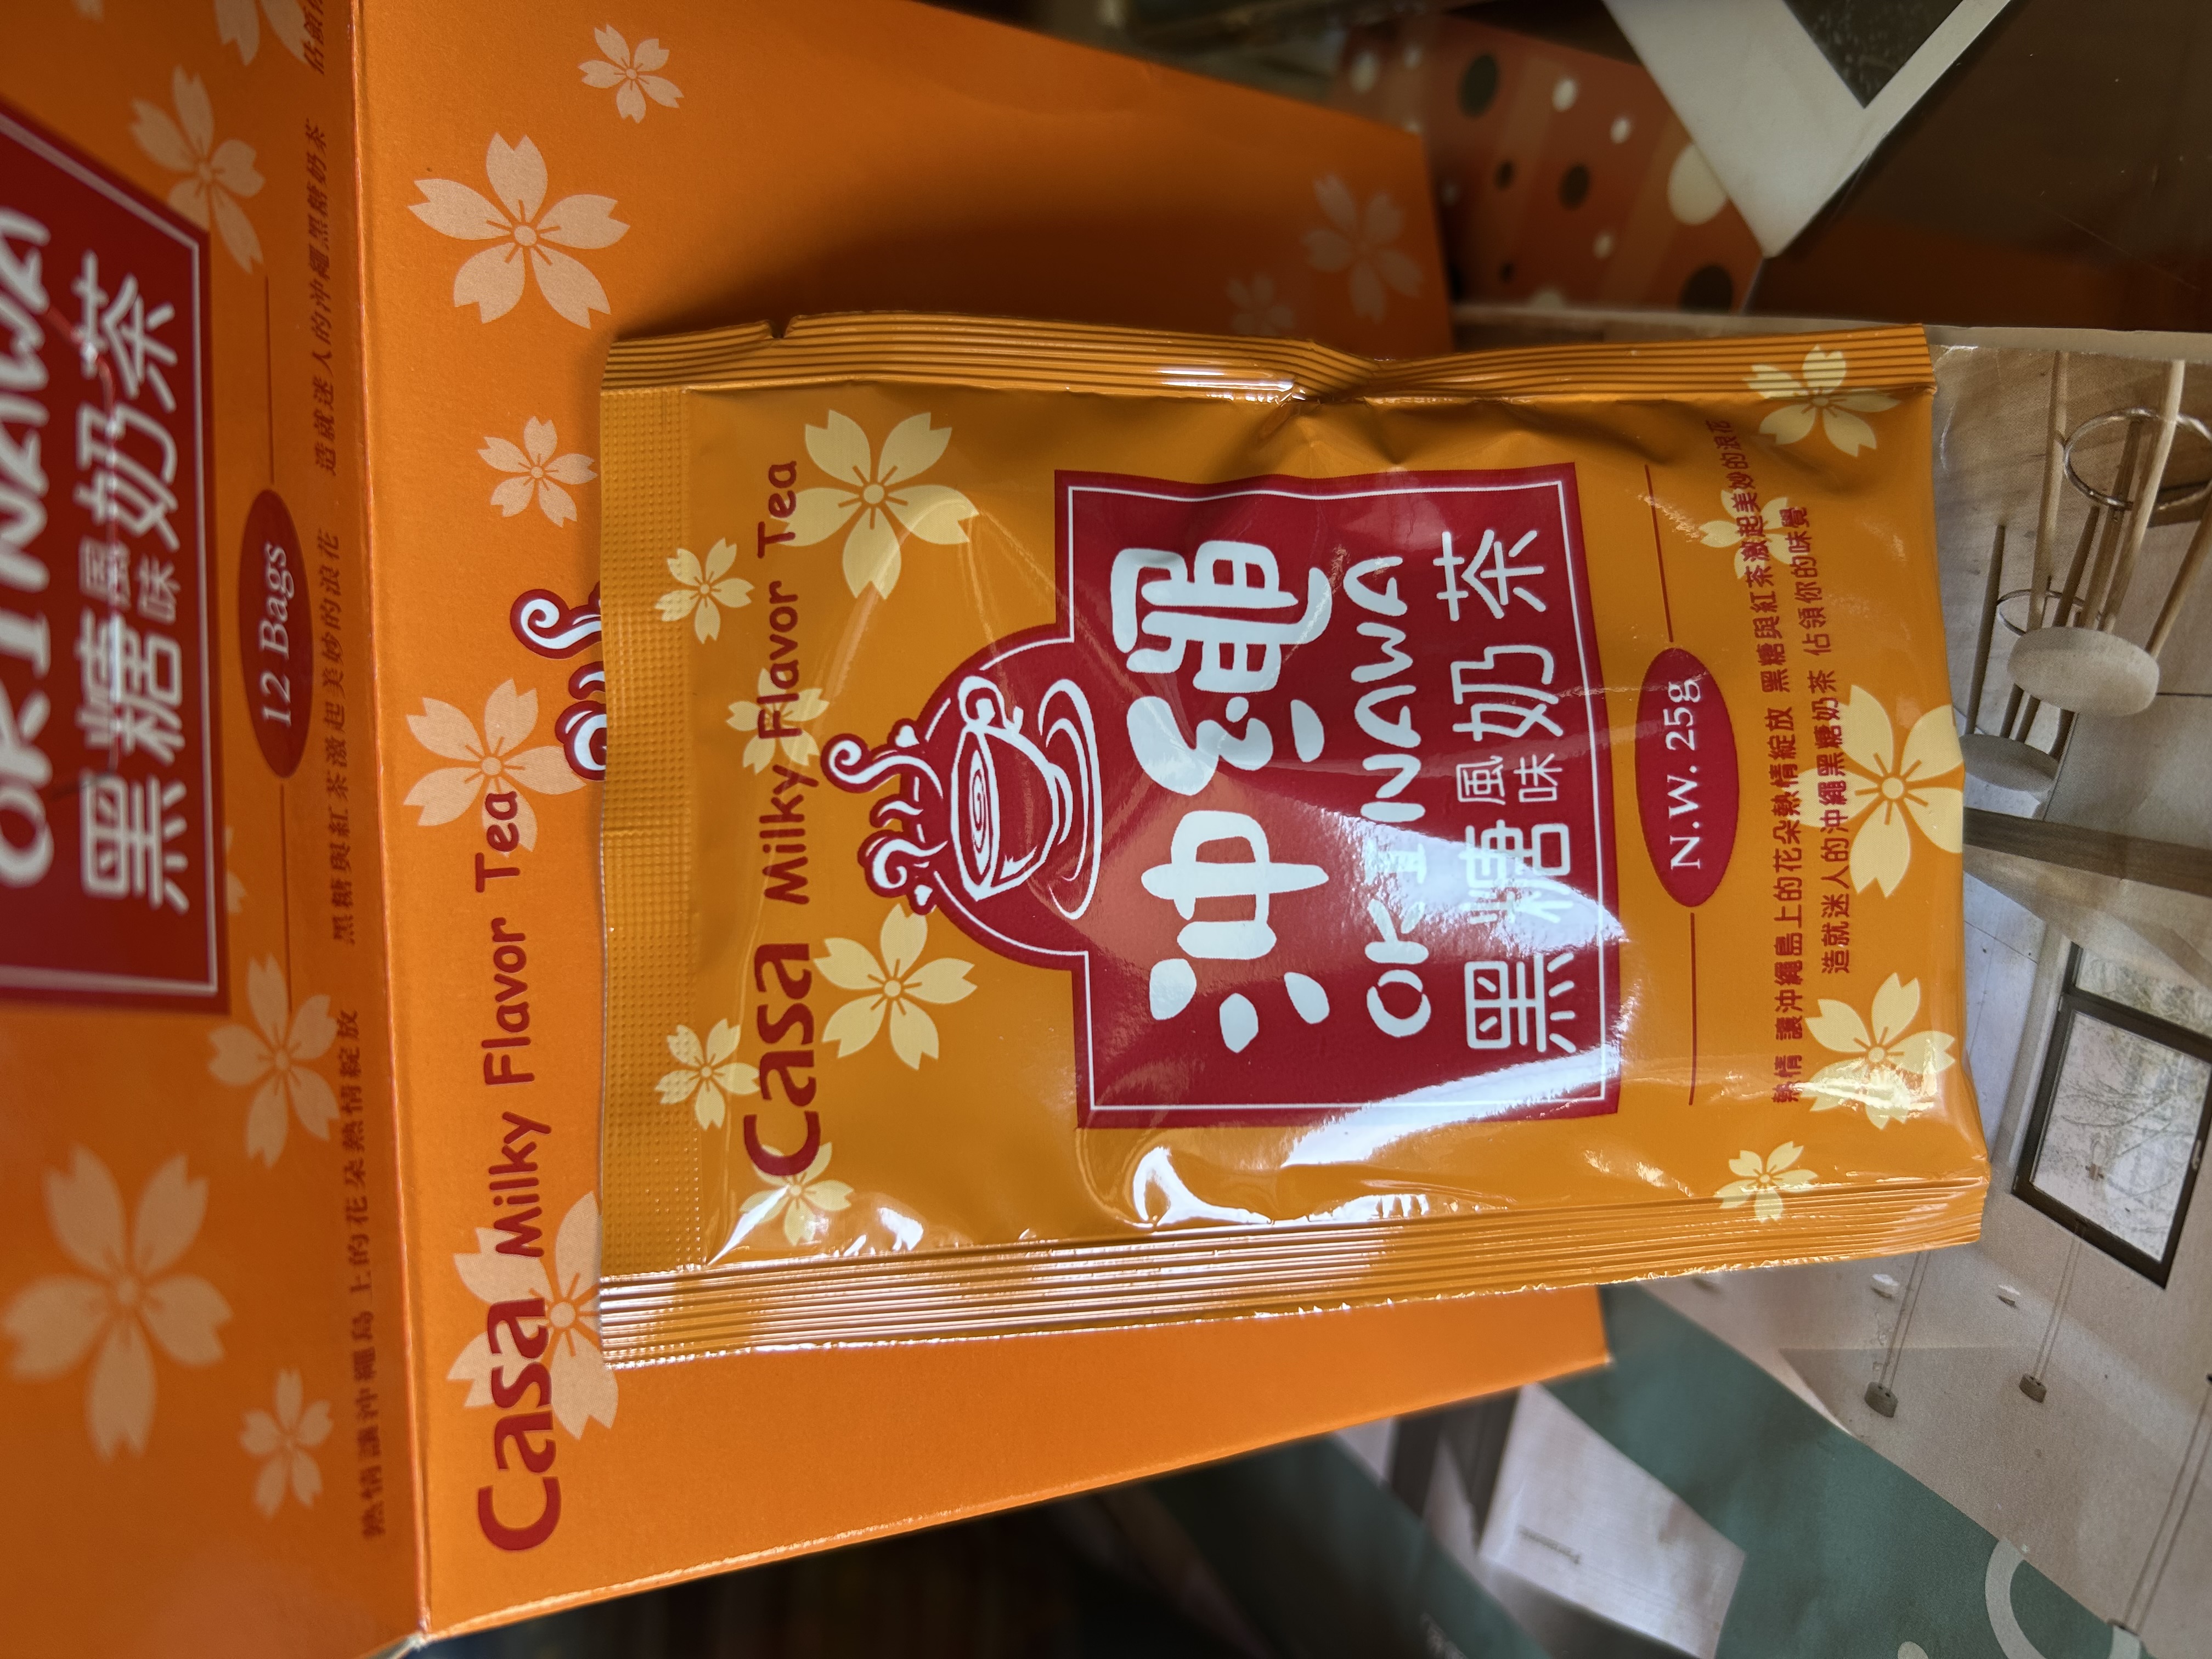 Casa Milky Flavor Tea
沖繩
OKINAWA
黑糖風味奶茶
N.W. 25g
熱情 讓沖繩島上的花朵熱情綻放 黑糖與紅茶激起美妙的浪花
造就迷人的沖繩黑糖奶茶 佔領你的味覺
Casa Milky Flavor Tea
OKINAWA
黑糖風味奶茶
12 Bags
熱情 讓沖繩島上的花朵熱情綻放 黑糖與紅茶激起美妙的浪花 造就迷人的沖繩黑糖奶茶 佔領